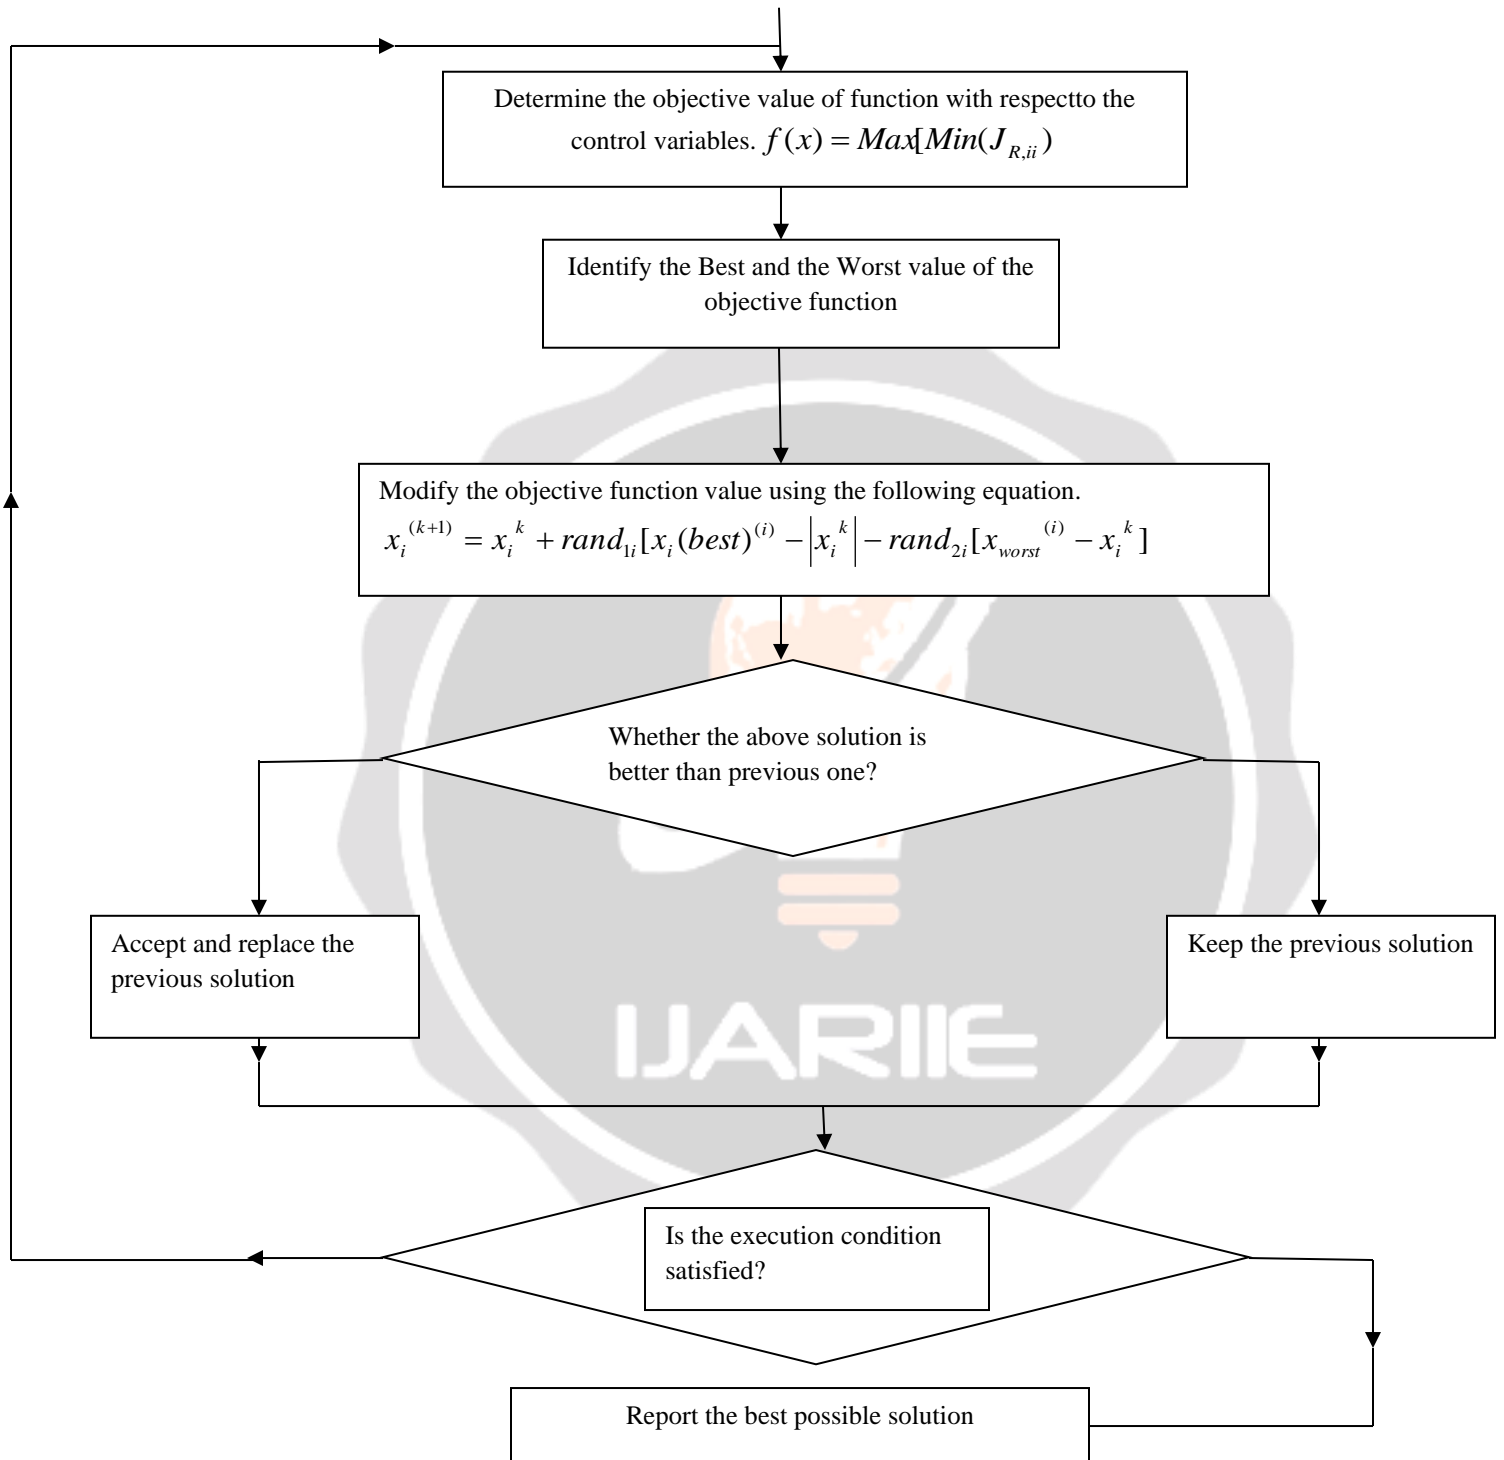 Determine the objective value of function with respectto the
control variables. f(x) = Max[Min(J_{R,ii})
Identify the Best and the Worst value of the
objective function
Modify the objective function value using the following equation.
x_i^{(k+1)} = x_i^k + rand_{1i}[x_i(best)^{(i)} − |x_i^k| − rand_{2i}[x_{worst}^{(i)} − x_i^k]
Whether the above solution is
better than previous one?
Accept and replace the
previous solution
Keep the previous solution
IJARIIE
Is the execution condition
satisfied?
Report the best possible solution